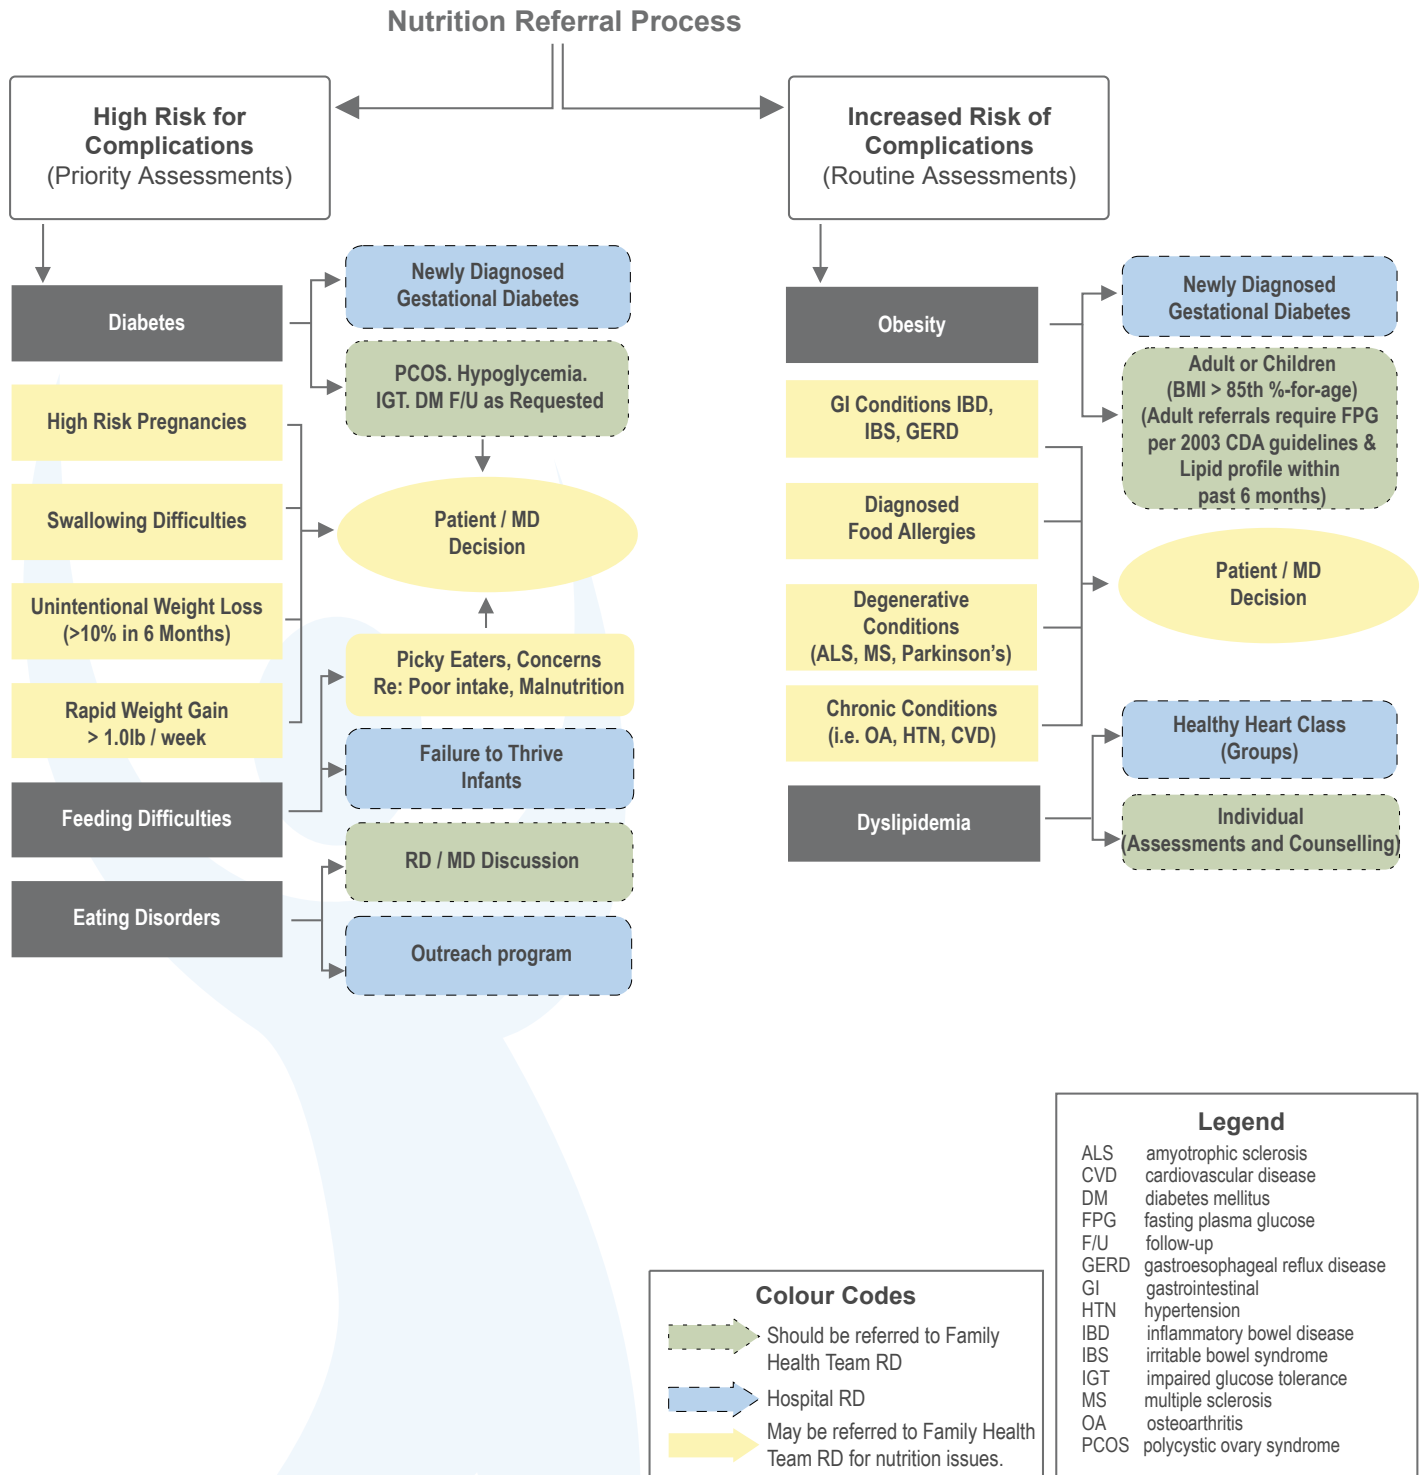 Nutrition Referral Process
High Risk for
Complications
(Priority Assessments)
Diabetes
Newly Diagnosed
Gestational Diabetes
PCOS. Hypoglycemia.
IGT. DM F/U as Requested
High Risk Pregnancies
Swallowing Difficulties
Unintentional Weight Loss
(>10% in 6 Months)
Rapid Weight Gain
> 1.0lb / week
Patient / MD
Decision
Picky Eaters, Concerns
Re: Poor intake, Malnutrition
Failure to Thrive
Infants
Feeding Difficulties
RD / MD Discussion
Eating Disorders
Outreach program
Increased Risk of
Complications
(Routine Assessments)
Obesity
Newly Diagnosed
Gestational Diabetes
Adult or Children
(BMI > 85th %-for-age)
(Adult referrals require FPG
per 2003 CDA guidelines &
Lipid profile within
past 6 months)
GI Conditions IBD,
IBS, GERD
Diagnosed
Food Allergies
Degenerative
Conditions
(ALS, MS, Parkinson's)
Chronic Conditions
(i.e. OA, HTN, CVD)
Patient / MD
Decision
Dyslipidemia
Healthy Heart Class
(Groups)
Individual
(Assessments and Counselling)
Colour Codes
Should be referred to Family
Health Team RD
Hospital RD
May be referred to Family Health
Team RD for nutrition issues.
Legend
ALS amyotrophic sclerosis
CVD cardiovascular disease
DM diabetes mellitus
FPG fasting plasma glucose
F/U follow-up
GERD gastroesophageal reflux disease
GI gastrointestinal
HTN hypertension
IBD inflammatory bowel disease
IBS irritable bowel syndrome
IGT impaired glucose tolerance
MS multiple sclerosis
OA osteoarthritis
PCOS polycystic ovary syndrome